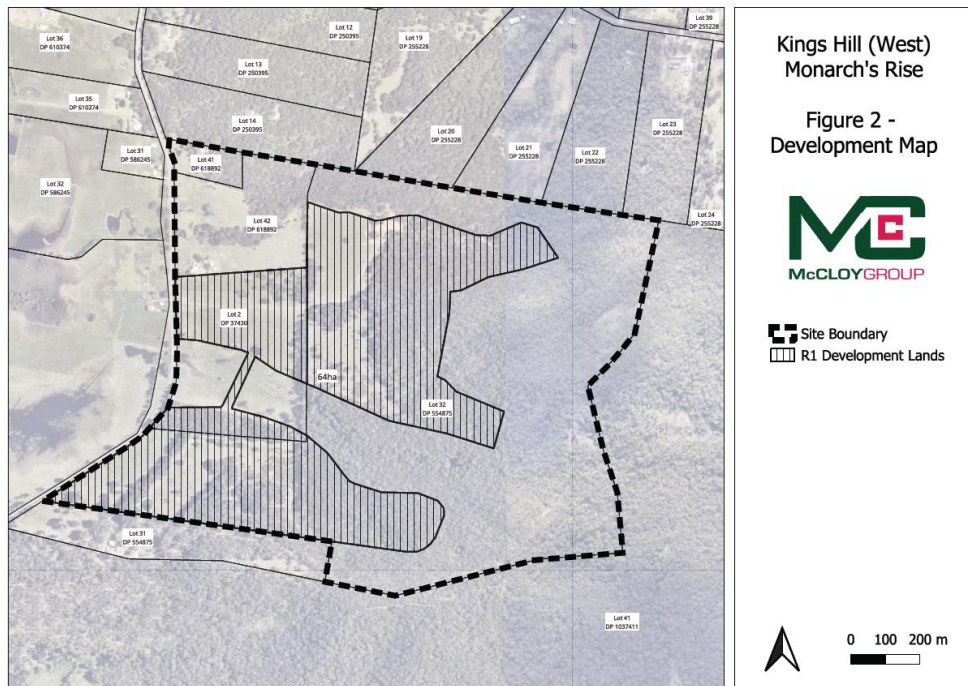 Lot 36
DP 610374
Lot 12
DP 250395
Lot 19
DP 255228
Lot 39
DP 255228
Lot 13
DP 250395
Lot 35
DP 610374
Lot 14
DP 250395
Lot 20
DP 255228
Lot 21
DP 255228
Lot 22
DP 255228
Lot 23
DP 255228
Lot 31
DP 586245
Lot 41
DP 618892
Lot 32
DP 586245
Lot 42
DP 618892
Lot 24
DP 255228
Lot 2
DP 37430
64ha
Lot 32
DP 554875
Lot 31
DP 554875
Lot 41
DP 1037411
Kings Hill (West)
Monarch's Rise
Figure 2 -
Development Map
MC
McCLOYGROUP
Site Boundary
R1 Development Lands
0 100 200 m